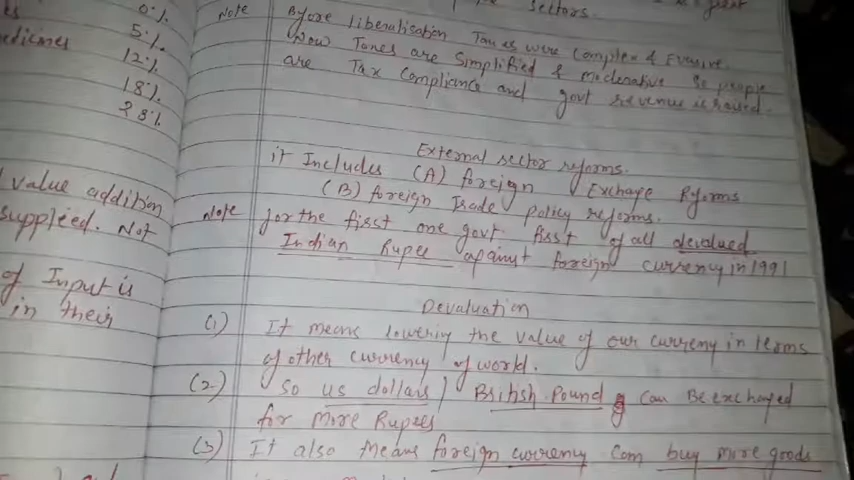 sectors.
0%
5%
edicines
12%
18%
28%
Note Before liberalisation Taxes were Complex & Evasive.
Now Taxes are Simplified & moderative so people
are Tax Compliance and govt revenue is raised.
External sector reforms.
it Includes (A) foreign Exchage Reforms
(B) foreign Trade policy reforms.
Note for the first one govt. first of all devalued
Indian Rupee against foreign currency in 1991
value addition
supplied. Not
of Input is
in their
Devaluation
(1) It means lowering the value of our curreny in terms
of other currency of world.
(2) So us dollars, British Pound can Be exchanged
for more Rupees
(3) It also means foreign currency can buy more goods